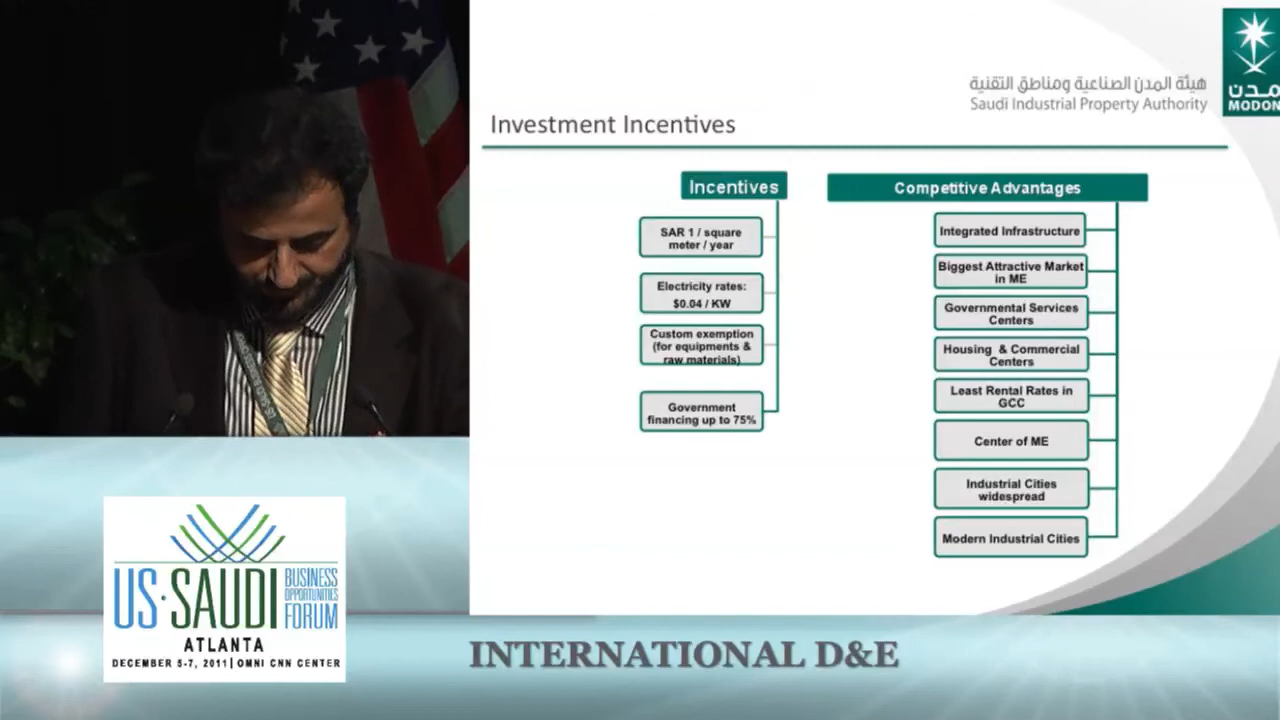 هيئة المدن الصناعية ومناطق التقنية
Saudi Industrial Property Authority
مدن
MODON
Investment Incentives
Incentives
SAR 1 / square
meter / year
Electricity rates:
$0.04 / KW
Custom exemption
(for equipments &
raw materials)
Government
financing up to 75%
Competitive Advantages
Integrated Infrastructure
Biggest Attractive Market
in ME
Governmental Services
Centers
Housing & Commercial
Centers
Least Rental Rates in
GCC
Center of ME
Industrial Cities
widespread
Modern Industrial Cities
US·SAUDI
BUSINESS
OPPORTUNITIES
FORUM
ATLANTA
DECEMBER 5-7, 2011 | OMNI CNN CENTER
INTERNATIONAL D&E